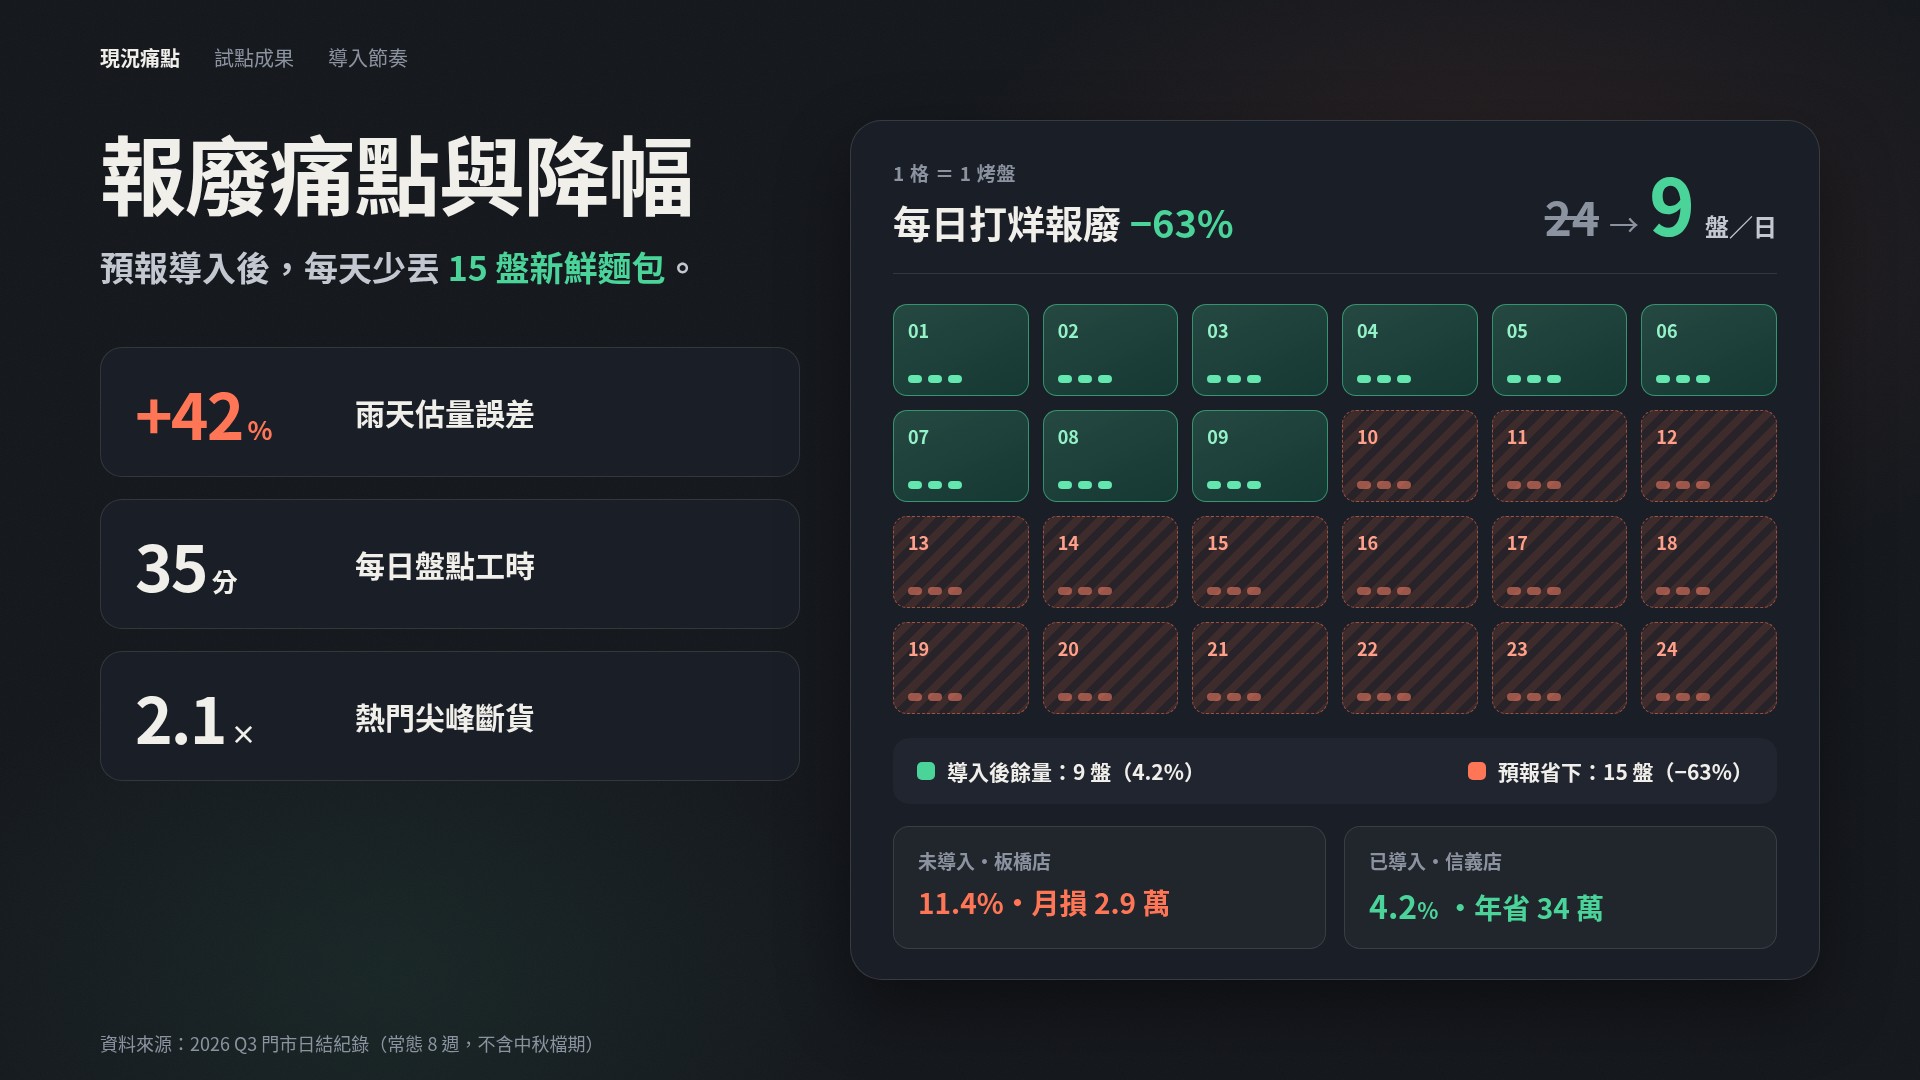 現況痛點 試點成果 導入節奏
報廢痛點與降幅
預報導入後，每天少丟 15 盤新鮮麵包。
+42% 雨天估量誤差
35分 每日盤點工時
2.1× 熱門尖峰斷貨
資料來源：2026 Q3 門市日結紀錄（常態 8 週，不含中秋檔期）
1 格 ＝ 1 烤盤
每日打烊報廢 −63%
24 → 9 盤／日
01 02 03 04 05 06
07 08 09 10 11 12
13 14 15 16 17 18
19 20 21 22 23 24
導入後餘量：9 盤（4.2%）
預報省下：15 盤（−63%）
未導入・板橋店
11.4%・月損 2.9 萬
已導入・信義店
4.2% ・年省 34 萬